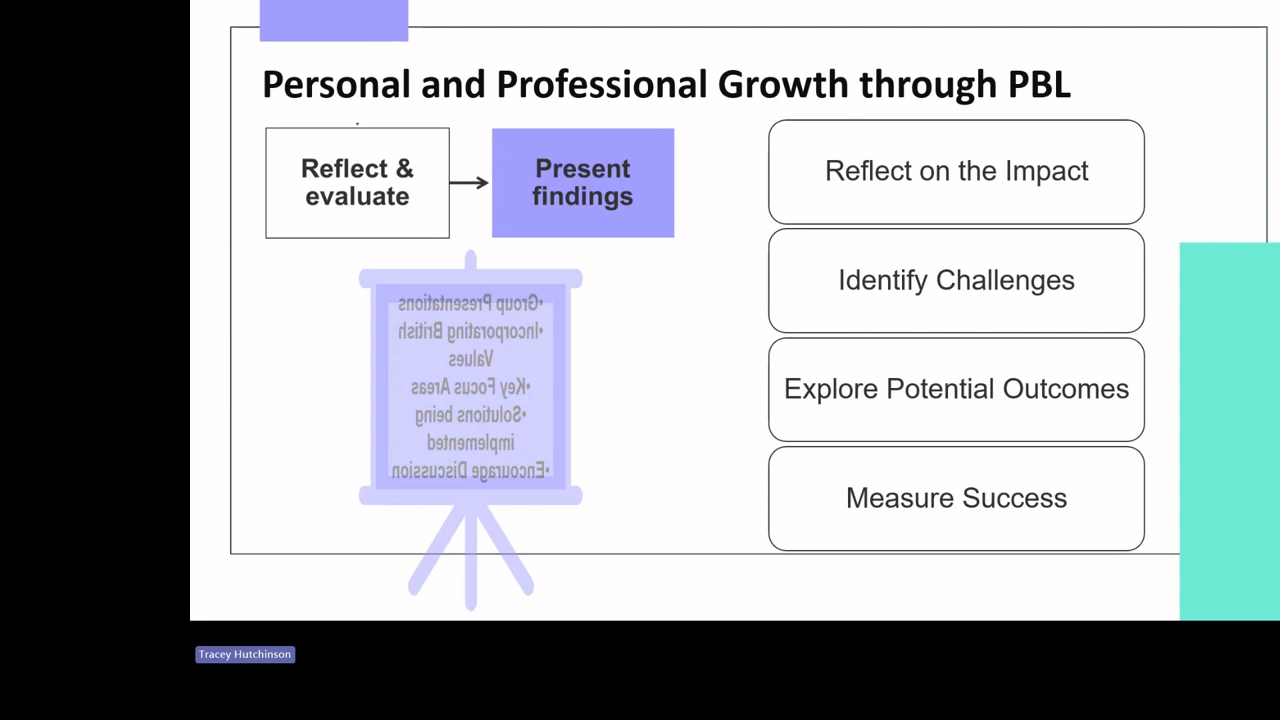 Personal and Professional Growth through PBL
Reflect &
evaluate
Present
findings
•Group Presentations
•Incorporating British
Values
•Key Focus Areas
•Solutions being
implemented
•Encourage Discussion
Reflect on the Impact
Identify Challenges
Explore Potential Outcomes
Measure Success
Tracey Hutchinson